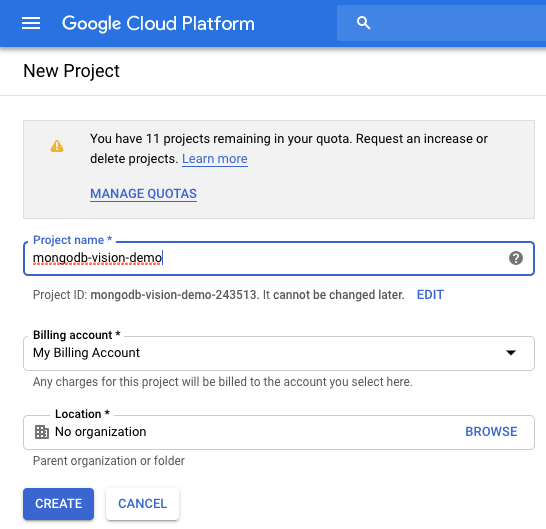 Google Cloud Platform
New Project
You have 11 projects remaining in your quota. Request an increase or
delete projects. Learn more
MANAGE QUOTAS
Project name *
mongodb-vision-demo
Project ID: mongodb-vision-demo-243513. It cannot be changed later. EDIT
Billing account *
My Billing Account
Any charges for this project will be billed to the account you select here.
Location *
No organization BROWSE
Parent organization or folder
CREATE CANCEL